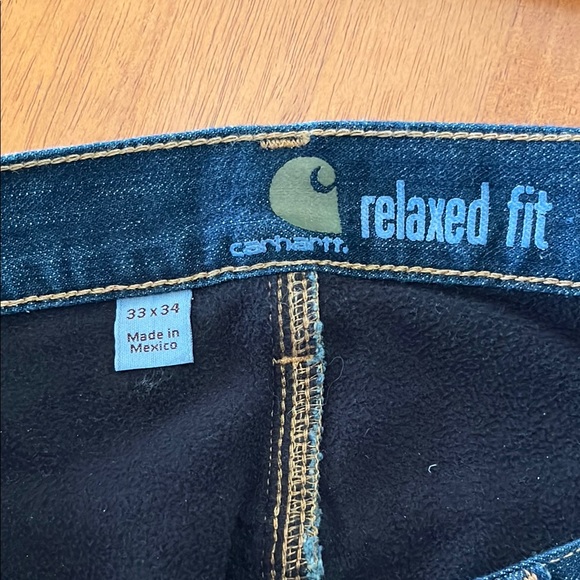 carhartt.
relaxed fit
33 x 34
Made in
Mexico